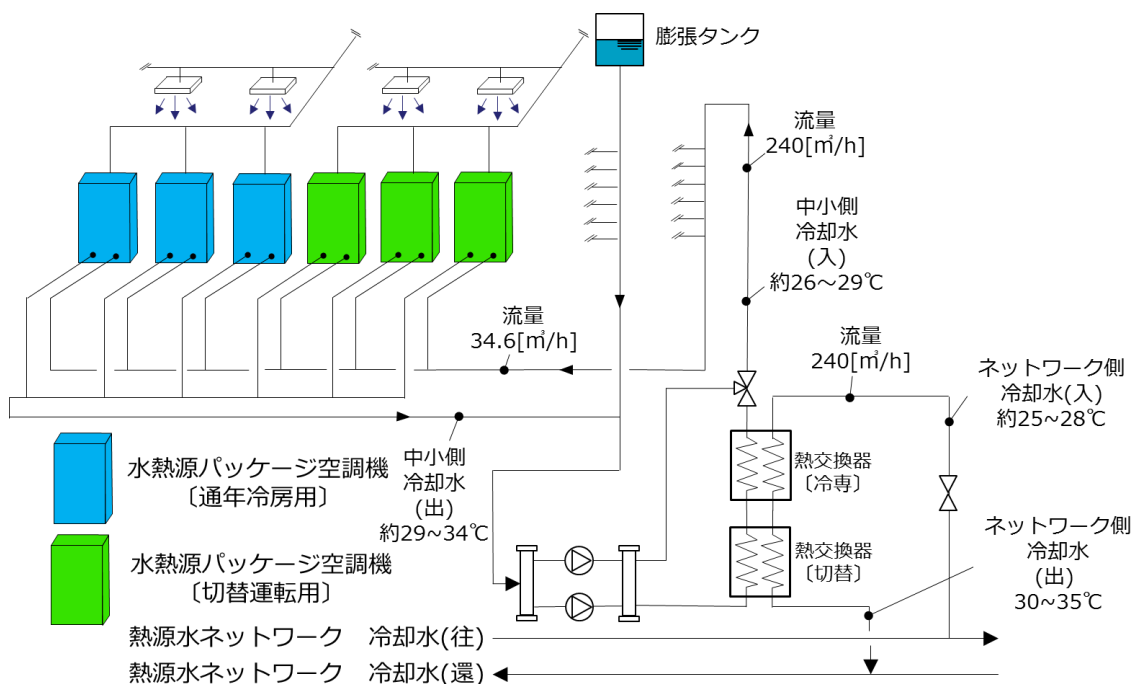 膨張タンク
流量
240[㎥/h]
中小側
冷却水
(入)
約26～29℃
流量
34.6[㎥/h]
流量
240[㎥/h]
ネットワーク側
冷却水(入)
約25~28℃
中小側
冷却水
(出)
約29~34℃
熱交換器
〔冷専〕
熱交換器
〔切替〕
ネットワーク側
冷却水
(出)
30~35℃
水熱源パッケージ空調機
〔通年冷房用〕
水熱源パッケージ空調機
〔切替運転用〕
熱源水ネットワーク　冷却水(往)
熱源水ネットワーク　冷却水(還)